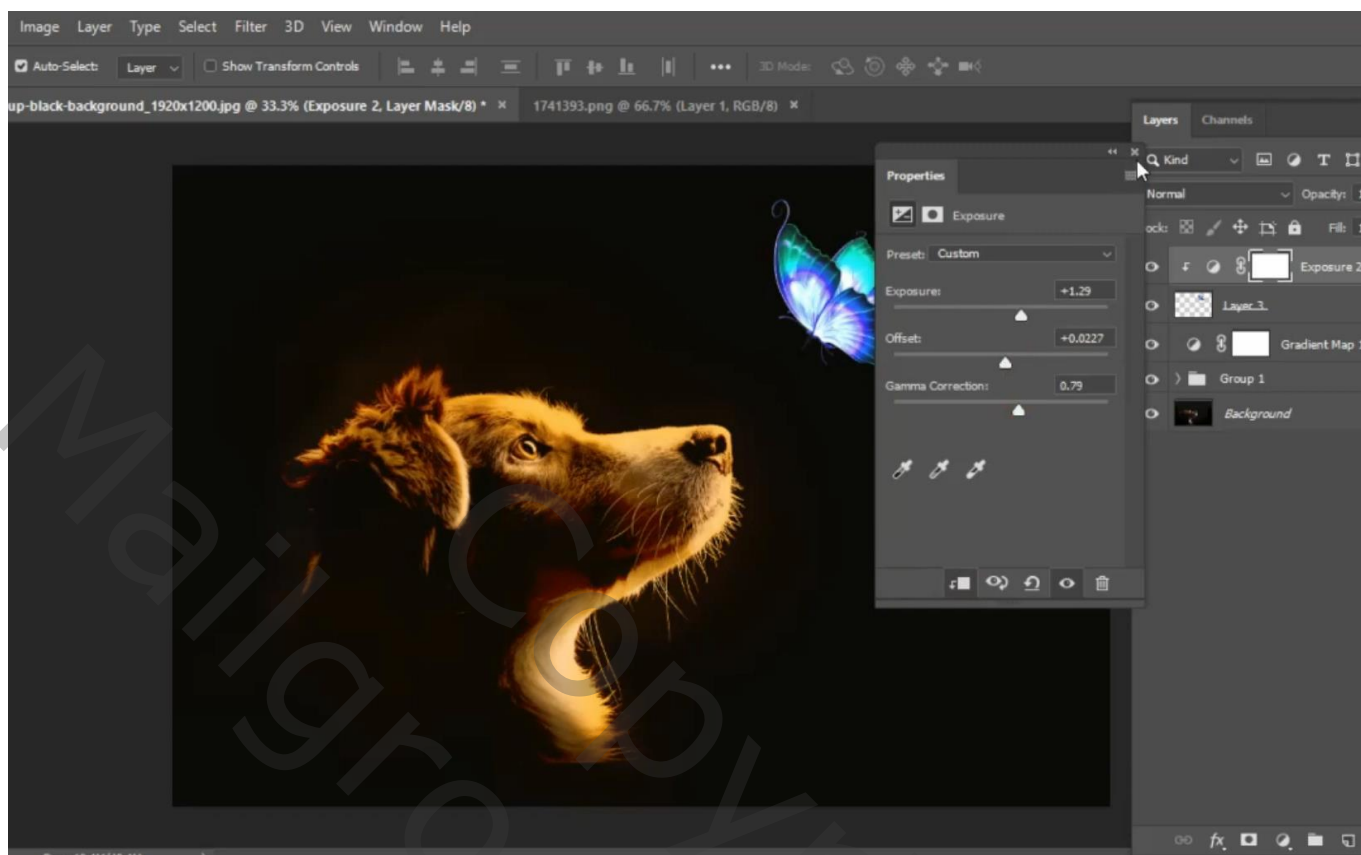 Image Layer Type Select Filter 3D View Window Help
Auto-Select: Layer Show Transform Controls 3D Mode:
up-black-background_1920x1200.jpg @ 33.3% (Exposure 2, Layer Mask/8) * × 1741393.png @ 66.7% (Layer 1, RGB/8) ×
Layers Channels
Kind
Properties
Normal Opacity:
Exposure
Fill:
Preset: Custom
Exposure 2
Exposure: +1.29
Layer 3
Offset: +0.0227
Gradient Map 1
Group 1
Gamma Correction: 0.79
Background
Copy